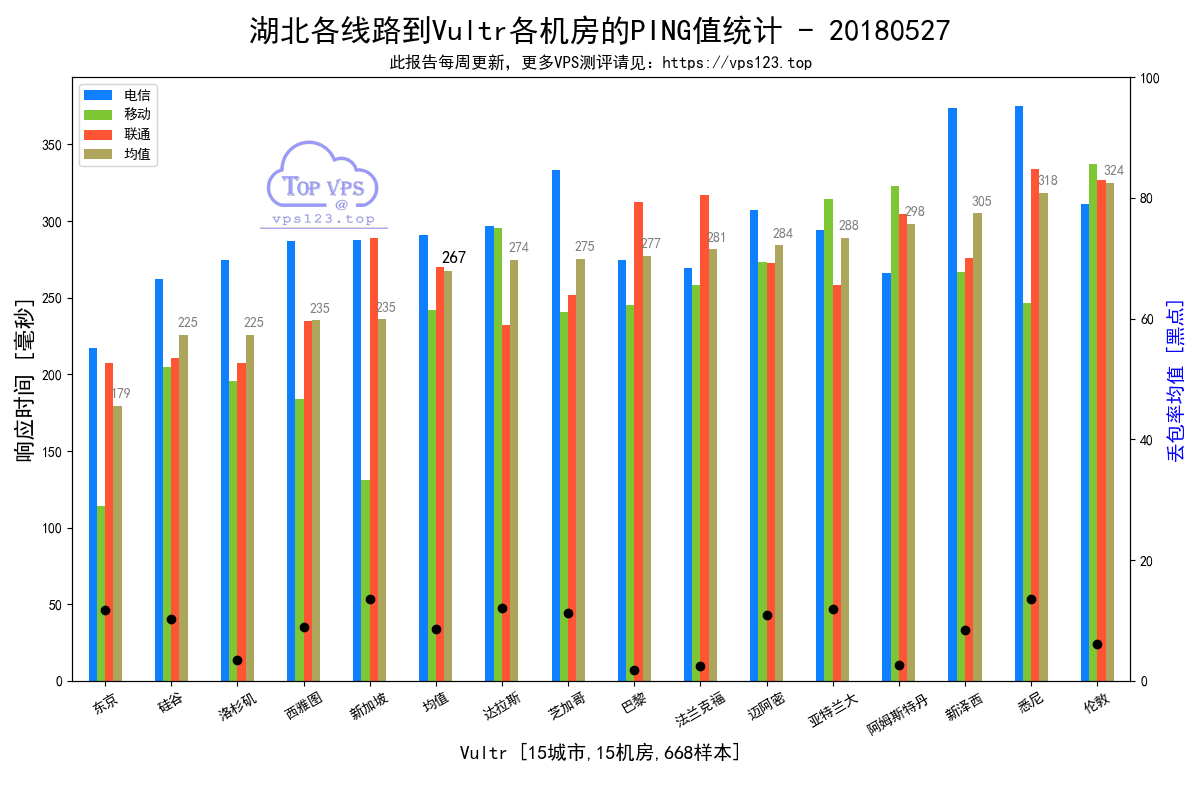 湖北各线路到Vultr各机房的PING值统计 - 20180527
此报告每周更新，更多VPS测评请见：https://vps123.top
电信
移动
联通
均值
TOP VPS
@
vps123.top
响应时间 [毫秒]
350
300
250
200
150
100
50
0
179
225
225
235
235
267
274
275
277
281
284
288
298
305
318
324
100
80
60
40
20
0
丢包率均值 [黑点]
东京
硅谷
洛杉矶
西雅图
新加坡
均值
达拉斯
芝加哥
巴黎
法兰克福
迈阿密
亚特兰大
阿姆斯特丹
新泽西
悉尼
伦敦
Vultr [15城市,15机房,668样本]